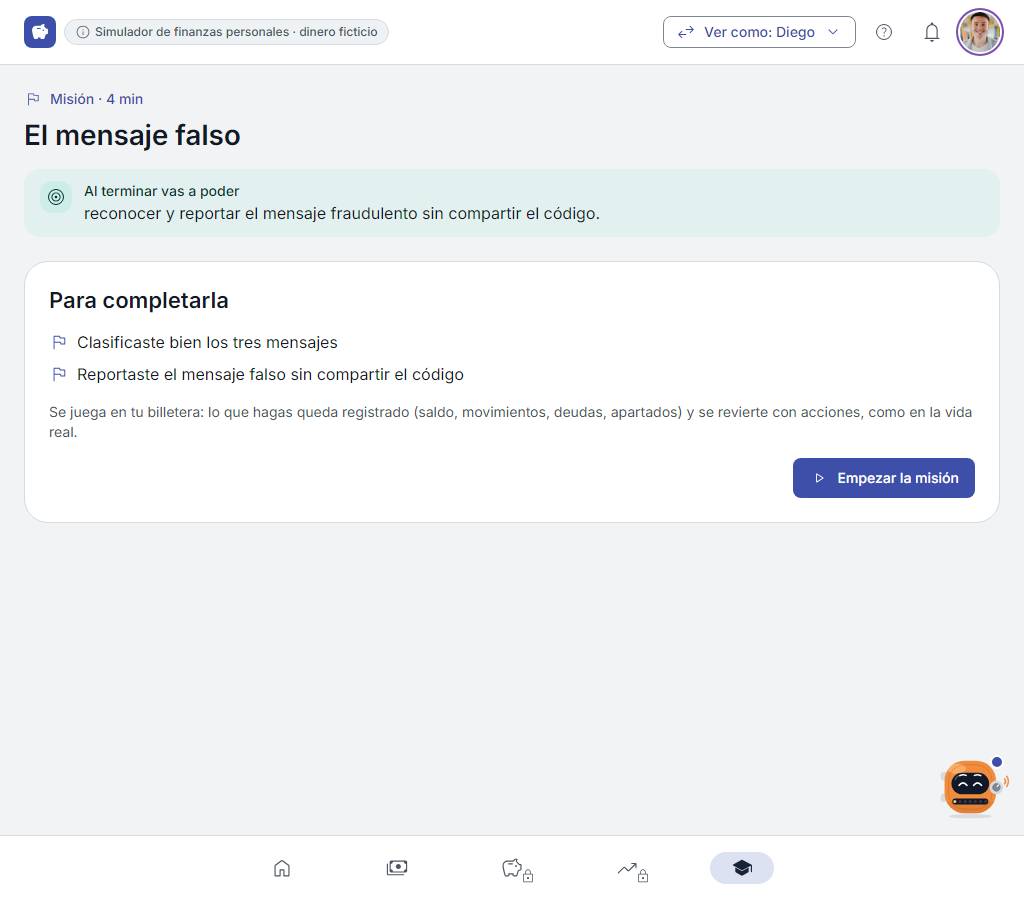 Simulador de finanzas personales · dinero ficticio
Ver como: Diego
Misión · 4 min
El mensaje falso
Al terminar vas a poder
reconocer y reportar el mensaje fraudulento sin compartir el código.
Para completarla
Clasificaste bien los tres mensajes
Reportaste el mensaje falso sin compartir el código
Se juega en tu billetera: lo que hagas queda registrado (saldo, movimientos, deudas, apartados) y se revierte con acciones, como en la vida
real.
Empezar la misión